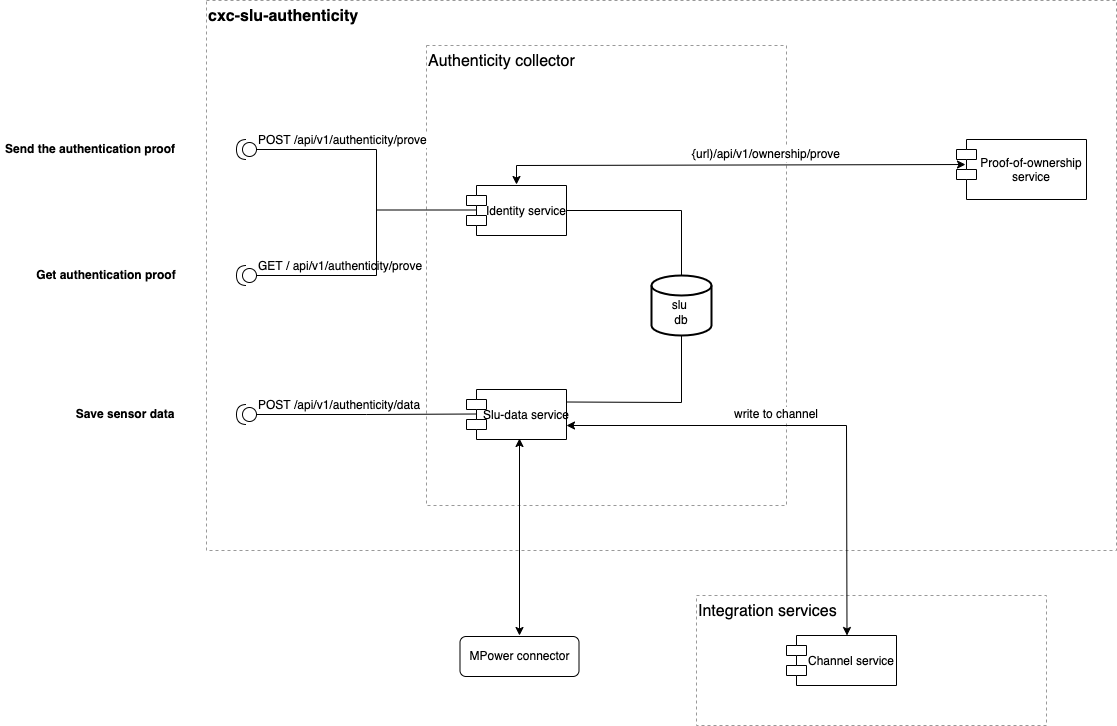 cxc-slu-authenticity
Authenticity collector
Send the authentication proof
POST /api/v1/authenticity/prove
{url)/api/v1/ownership/prove
Proof-of-ownership
service
Identity service
Get authentication proof
GET / api/v1/authenticity/prove
slu
db
Save sensor data
POST /api/v1/authenticity/data
Slu-data service
write to channel
Integration services
MPower connector
Channel service